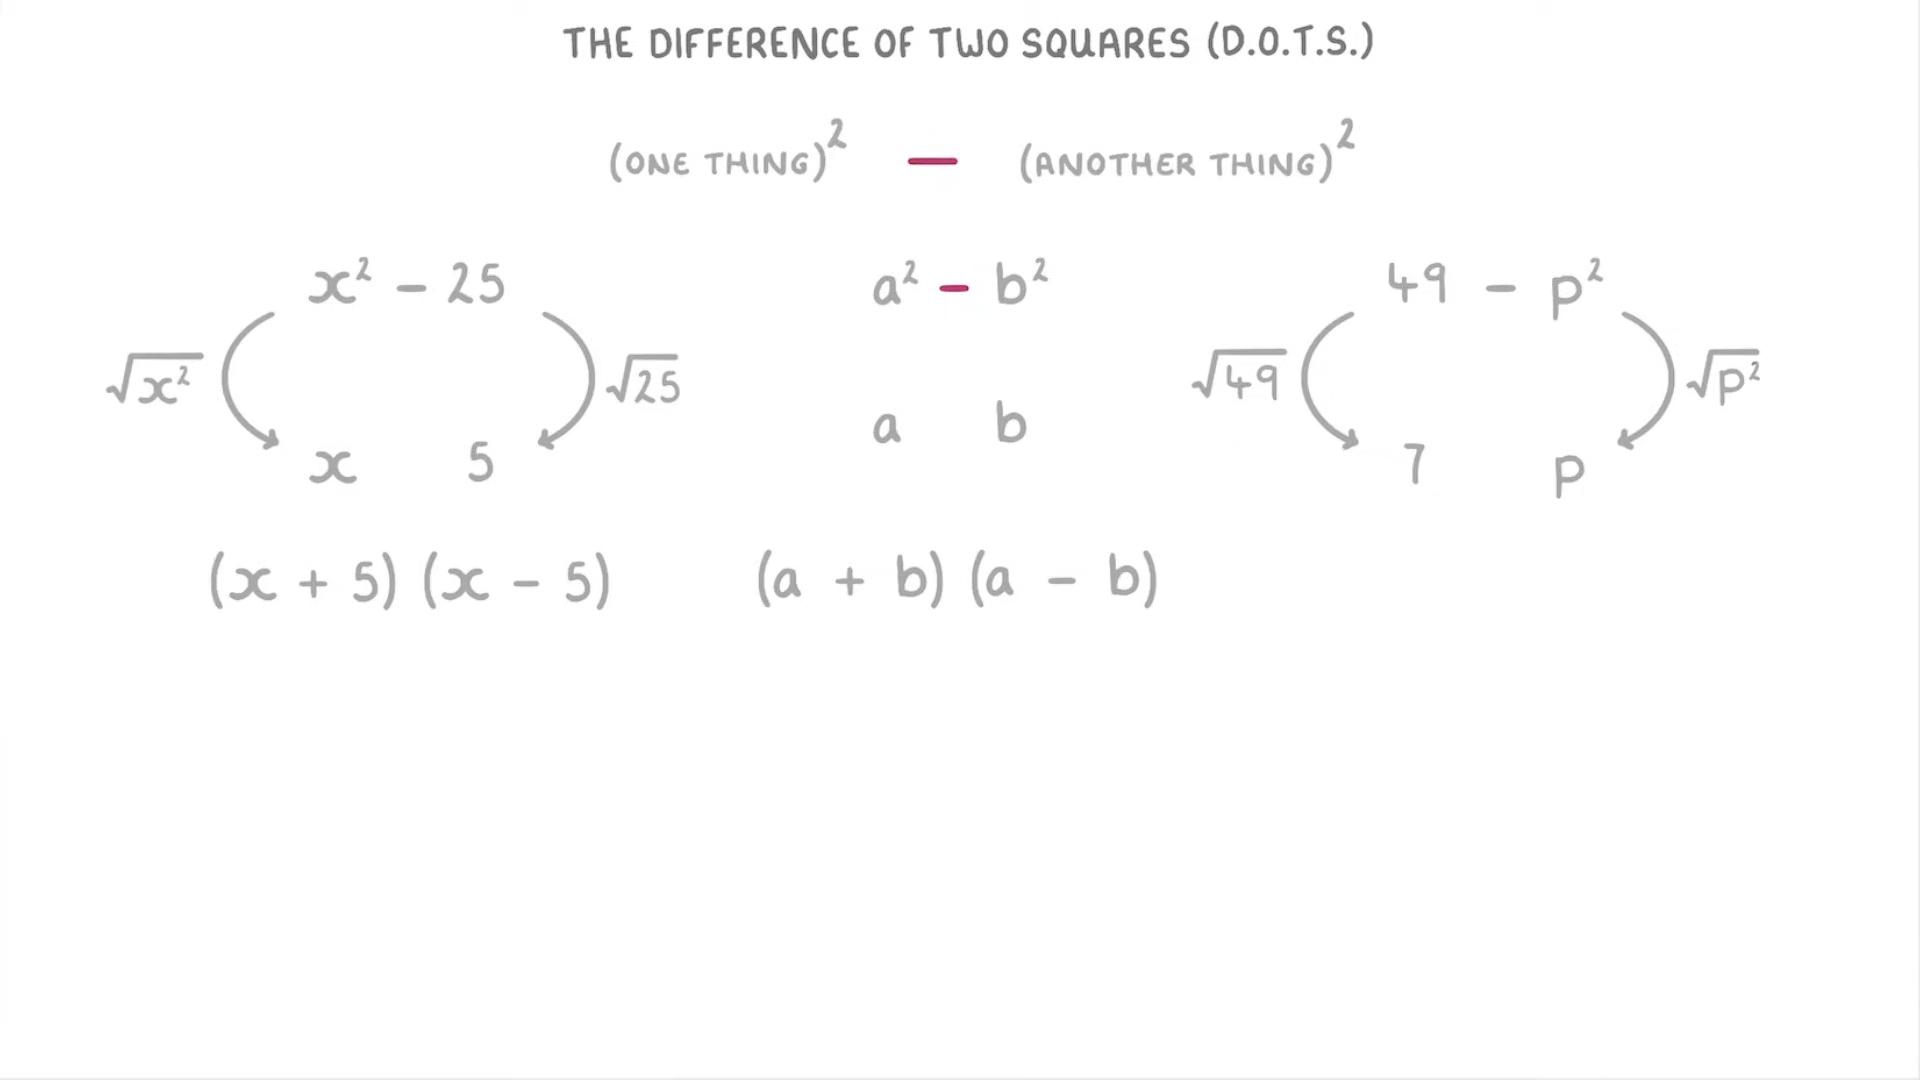 THE DIFFERENCE OF TWO SQUARES (D.O.T.S.)
(ONE THING)² — (ANOTHER THING)²
x² − 25
a² − b²
49 − p²
√x²
√25
√49
√p²
x 5
a b
7 p
(x + 5) (x − 5)
(a + b) (a − b)